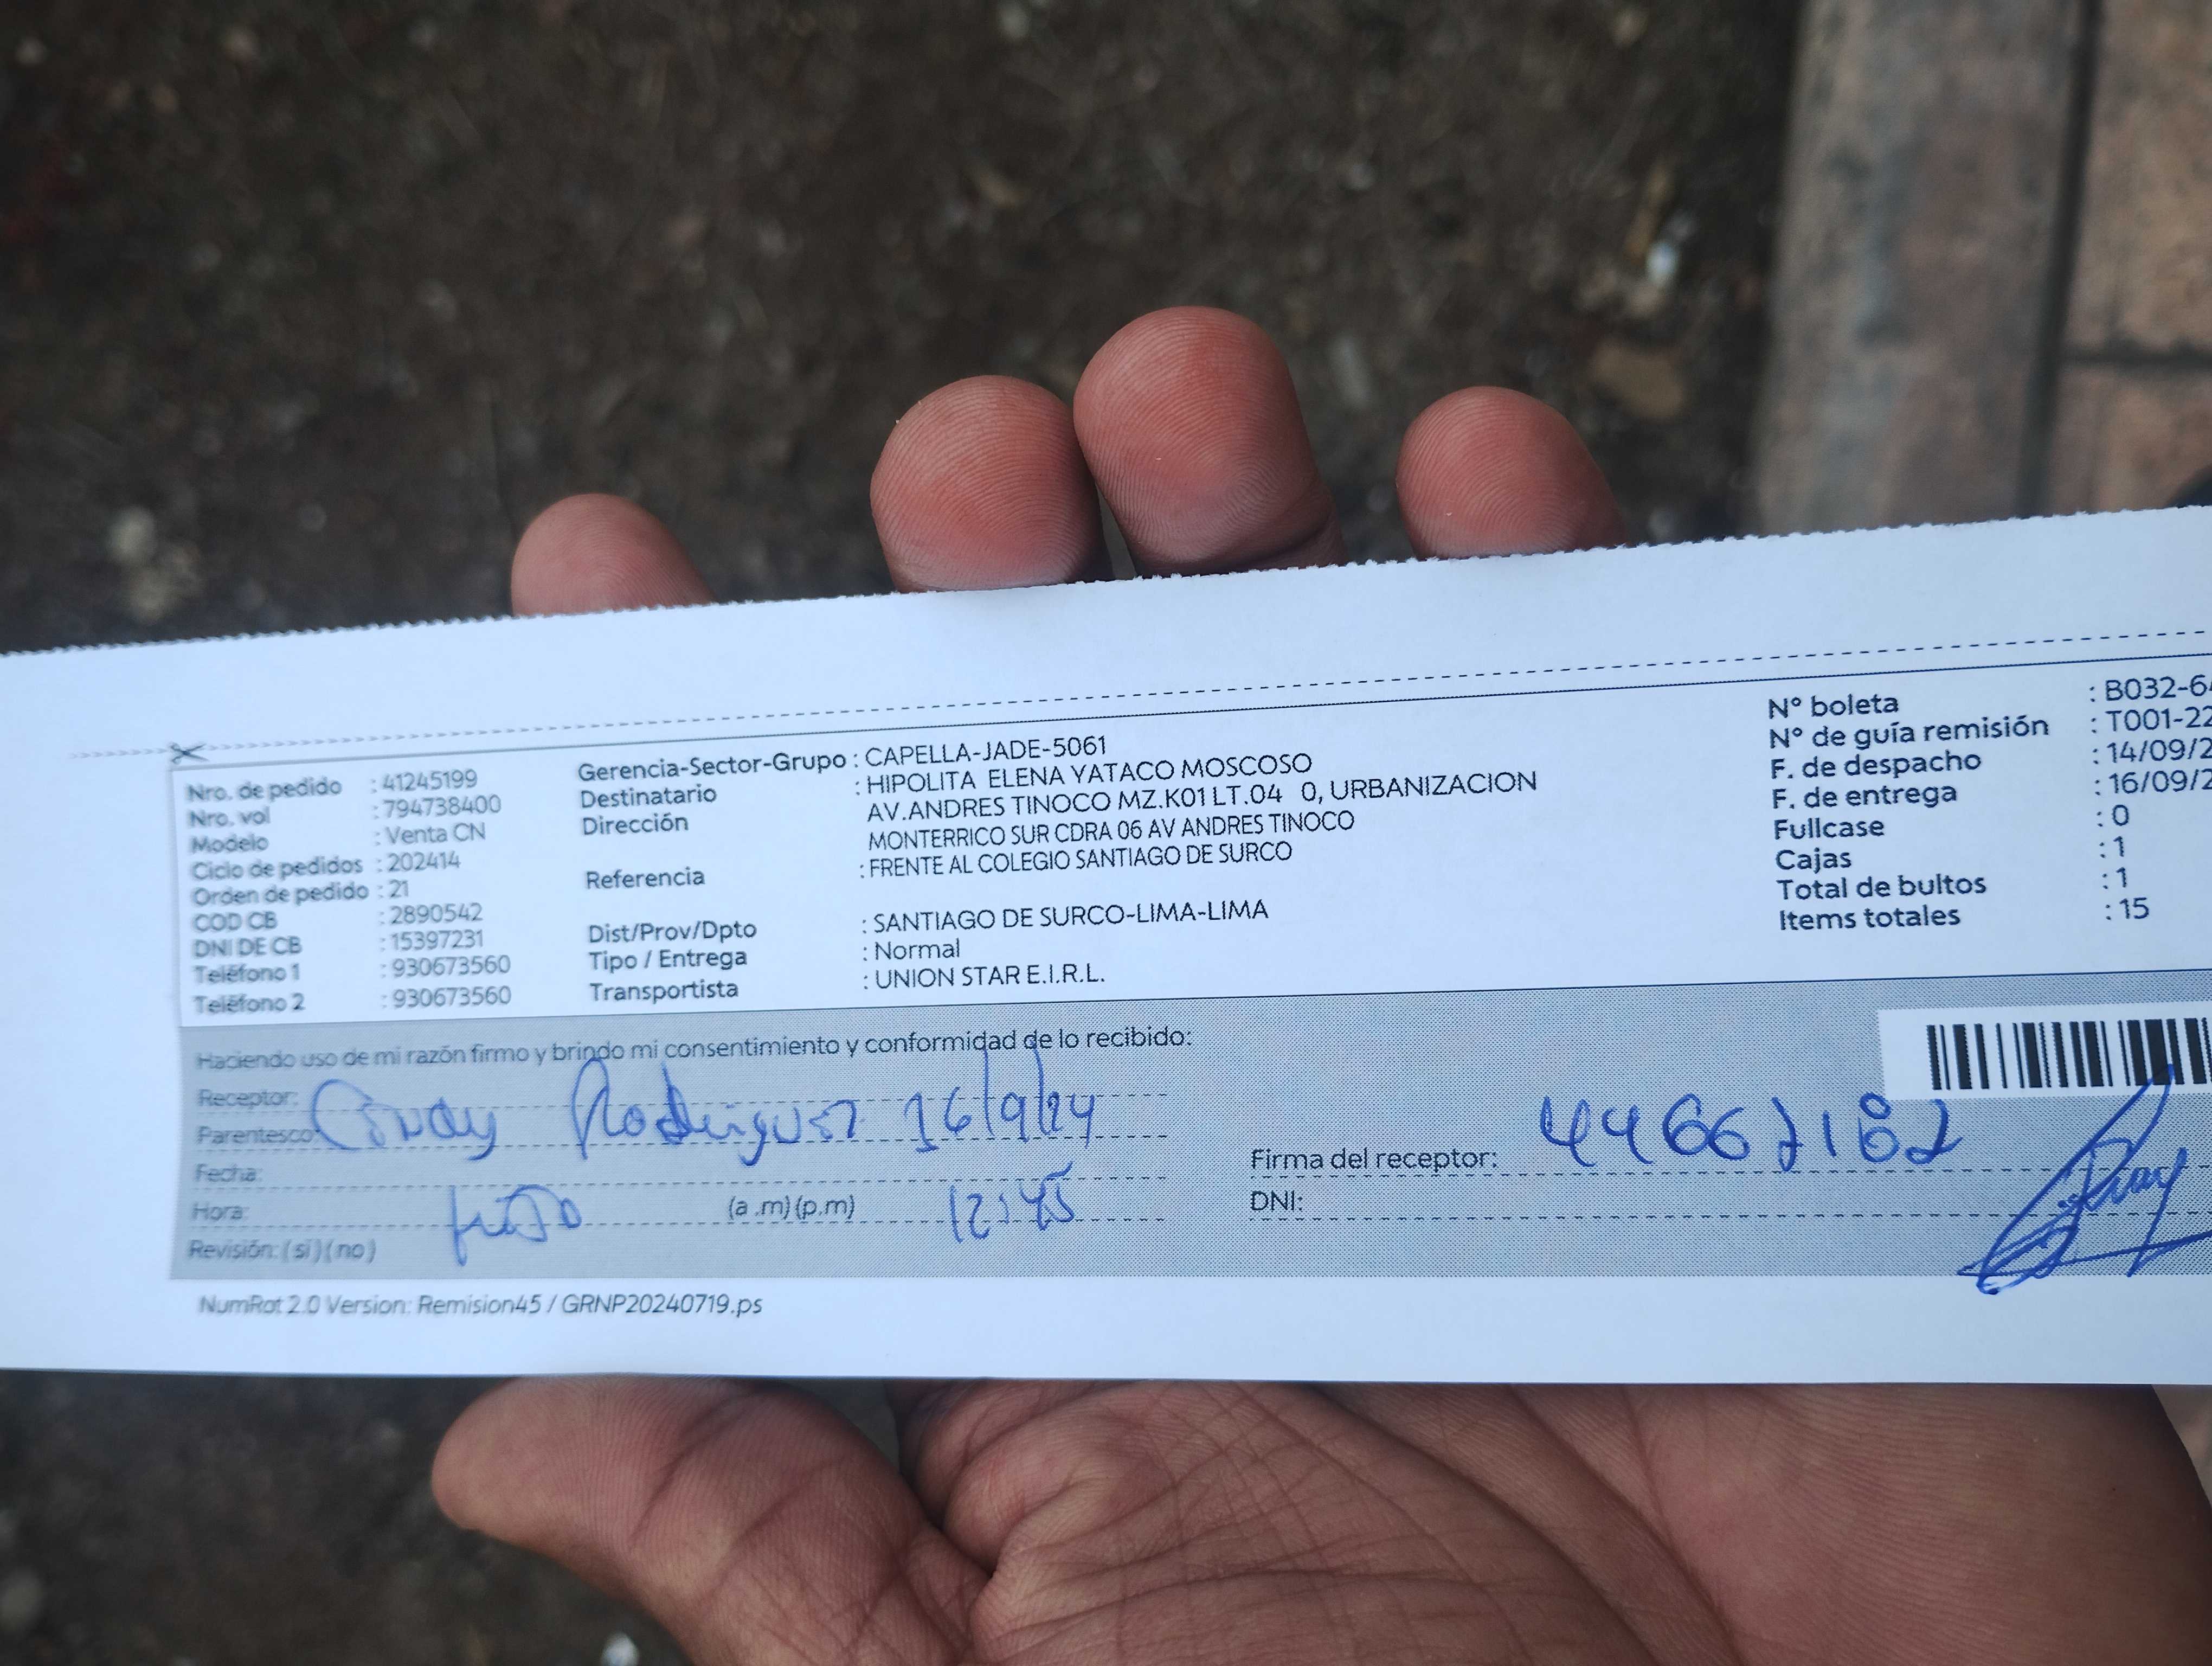 Nro. de pedido : 41245199
Nro. vol : 794738400
Modelo : Venta CN
Ciclo de pedidos : 202414
Orden de pedido : 21
COD CB : 2890542
DNI DE CB : 15397231
Teléfono 1 : 930673560
Teléfono 2 : 930673560
Gerencia-Sector-Grupo : CAPELLA-JADE-5061
Destinatario : HIPOLITA ELENA YATACO MOSCOSO
Dirección AV.ANDRES TINOCO MZ.K01 LT.04 0, URBANIZACION
MONTERRICO SUR CDRA 06 AV ANDRES TINOCO
Referencia : FRENTE AL COLEGIO SANTIAGO DE SURCO
Dist/Prov/Dpto : SANTIAGO DE SURCO-LIMA-LIMA
Tipo / Entrega : Normal
Transportista : UNION STAR E.I.R.L.
N° boleta : B032-6
N° de guía remisión : T001-22
F. de despacho : 14/09/2
F. de entrega : 16/09/2
Fullcase : 0
Cajas : 1
Total de bultos : 1
Items totales : 15
Haciendo uso de mi razón firmo y brindo mi consentimiento y conformidad de lo recibido:
Receptor:
Parentesco: Cindy Rodriguez 16/9/24
Fecha:
Hora: (a .m) (p.m) 12:45
Revisión: ( si ) ( no )
44667182
Firma del receptor:
DNI:
NumRot 2.0 Version: Remision45 / GRNP20240719.ps